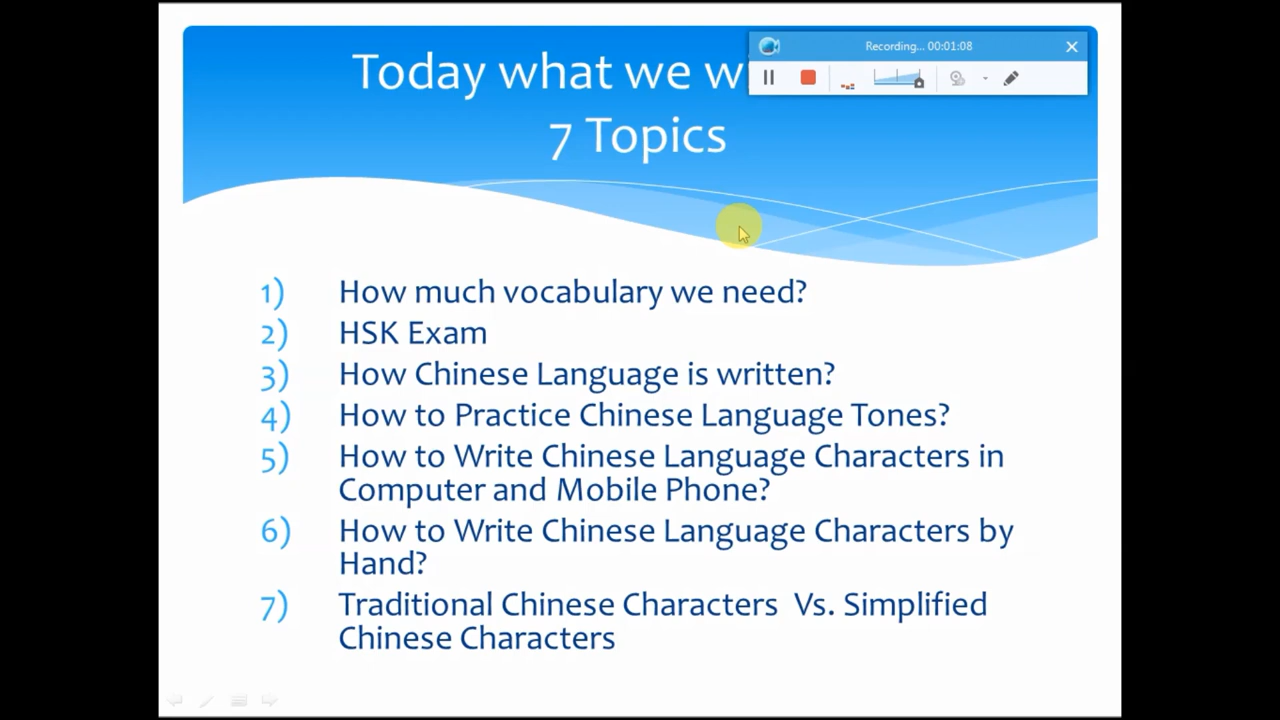 Today what we w
Recording... 00:01:08
7 Topics
1) How much vocabulary we need?
2) HSK Exam
3) How Chinese Language is written?
4) How to Practice Chinese Language Tones?
5) How to Write Chinese Language Characters in
Computer and Mobile Phone?
6) How to Write Chinese Language Characters by
Hand?
7) Traditional Chinese Characters Vs. Simplified
Chinese Characters